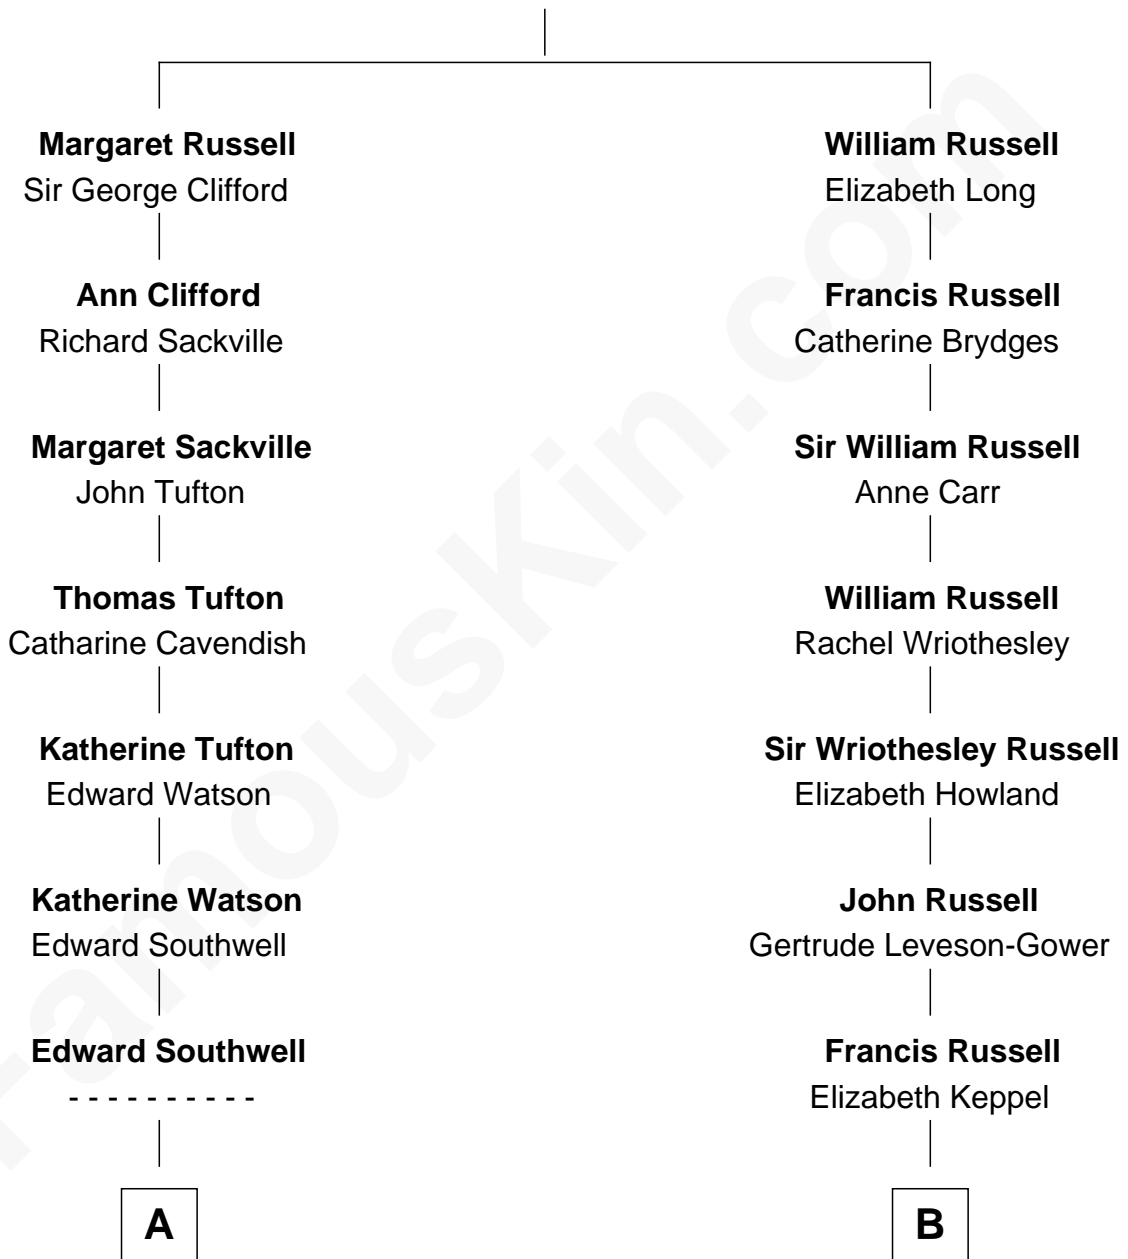 Margaret Russell
Sir George Clifford
Ann Clifford
Richard Sackville
Margaret Sackville
John Tufton
Thomas Tufton
Catharine Cavendish
Katherine Tufton
Edward Watson
Katherine Watson
Edward Southwell
Edward Southwell
- - - - - - - - - -
A
William Russell
Elizabeth Long
Francis Russell
Catherine Brydges
Sir William Russell
Anne Carr
William Russell
Rachel Wriothesley
Sir Wriothesley Russell
Elizabeth Howland
John Russell
Gertrude Leveson-Gower
Francis Russell
Elizabeth Keppel
B
FamousKin.com